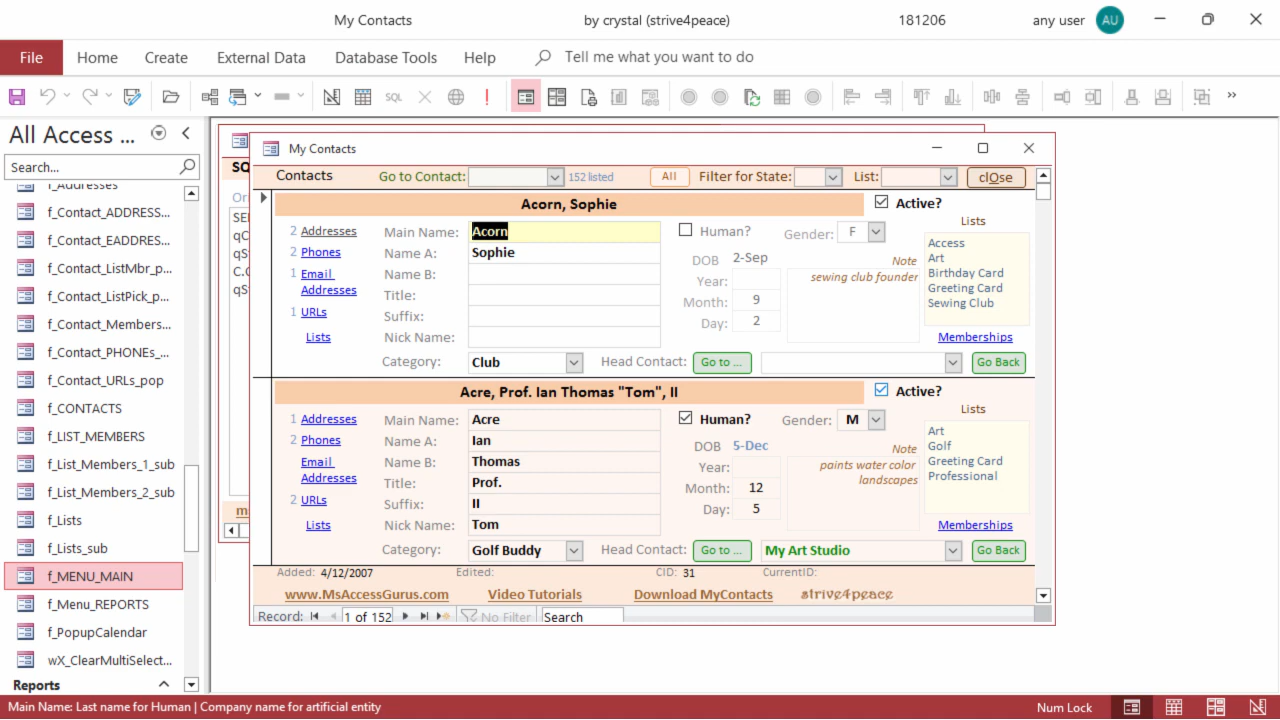 My Contacts by crystal (strive4peace) 181206 any user AU
File Home Create External Data Database Tools Help Tell me what you want to do
SQL
All Access ...
Search...
f_Addresses
f_Contact_ADDRESS...
f_Contact_EADDRES...
f_Contact_ListMbr_p...
f_Contact_ListPick_p...
f_Contact_Members...
f_Contact_PHONEs_...
f_Contact_URLs_pop
f_CONTACTS
f_LIST_MEMBERS
f_List_Members_1_sub
f_List_Members_2_sub
f_Lists
f_Lists_sub
f_MENU_MAIN
f_Menu_REPORTS
f_PopupCalendar
wX_ClearMultiSelect...
Reports
SQ
Ori
SE
qC
qS
C.C
qS
m
My Contacts
Contacts Go to Contact: 152 listed All Filter for State: List: clOse
Acorn, Sophie Active?
2 Addresses Main Name: Acorn Human? Gender: F Lists
2 Phones Name A: Sophie DOB 2-Sep Note Access
1 Email Addresses Name B: Year: sewing club founder Art
Title: Month: 9 Birthday Card
1 URLs Suffix: Day: 2 Greeting Card
Lists Nick Name: Sewing Club
Memberships
Category: Club Head Contact: Go to ... Go Back
Acre, Prof. Ian Thomas "Tom", II Active?
1 Addresses Main Name: Acre Human? Gender: M Lists
2 Phones Name A: Ian DOB 5-Dec Note Art
Email Addresses Name B: Thomas Year: paints water color landscapes Golf
Title: Prof. Month: 12 Greeting Card
2 URLs Suffix: II Day: 5 Professional
Lists Nick Name: Tom Memberships
Category: Golf Buddy Head Contact: Go to ... My Art Studio Go Back
Added: 4/12/2007 Edited: CID: 31 CurrentID:
www.MsAccessGurus.com Video Tutorials Download MyContacts strive4peace
Record: 1 of 152 No Filter Search
Main Name: Last name for Human | Company name for artificial entity Num Lock